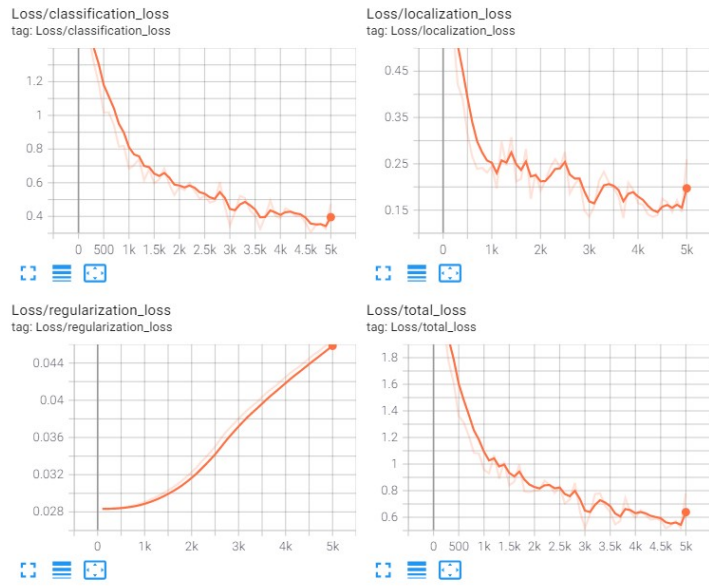 Loss/classification_loss
tag: Loss/classification_loss
1.2
1
0.8
0.6
0.4
0 500 1k 1.5k 2k 2.5k 3k 3.5k 4k 4.5k 5k
Loss/localization_loss
tag: Loss/localization_loss
0.45
0.35
0.25
0.15
0 1k 2k 3k 4k 5k
Loss/regularization_loss
tag: Loss/regularization_loss
0.044
0.04
0.036
0.032
0.028
0 1k 2k 3k 4k 5k
Loss/total_loss
tag: Loss/total_loss
1.8
1.6
1.4
1.2
1
0.8
0.6
0 500 1k 1.5k 2k 2.5k 3k 3.5k 4k 4.5k 5k